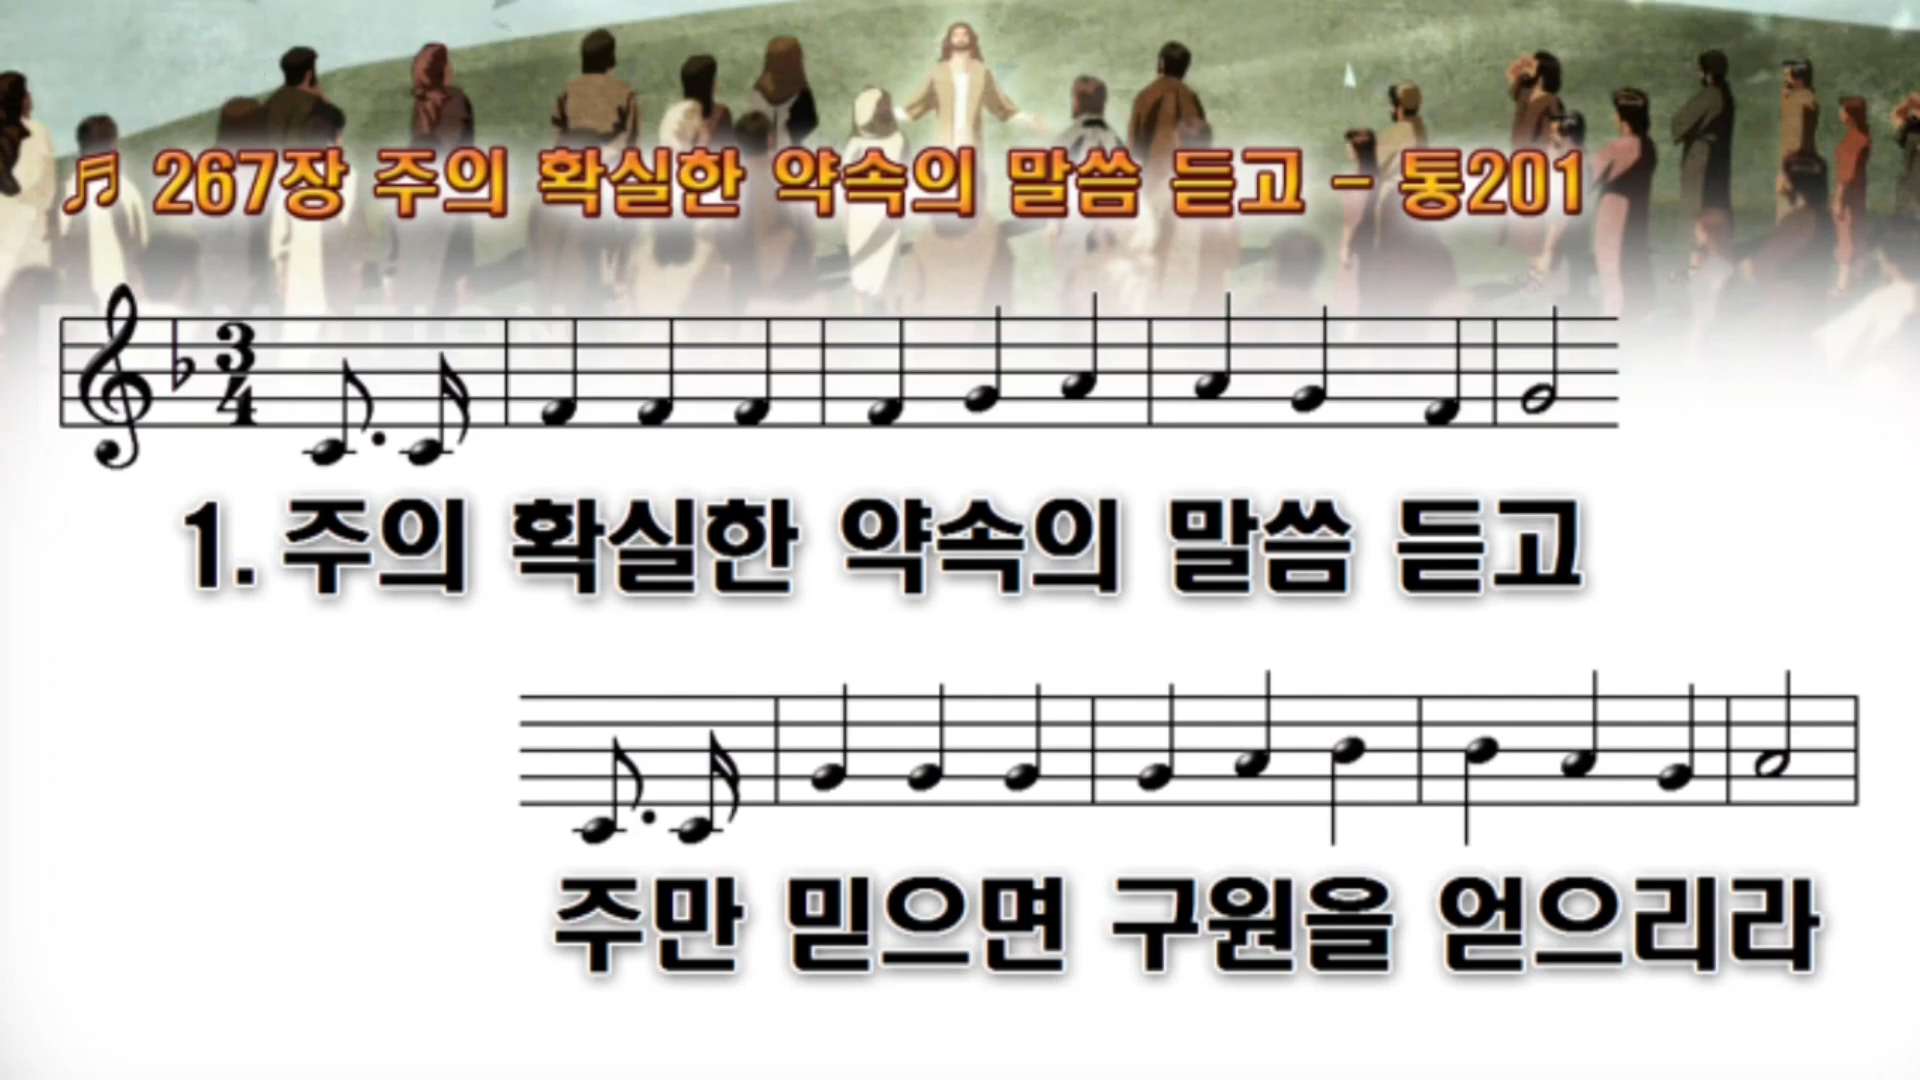 ♬ 267장 주의 확실한 약속의 말씀 듣고 - 통201
3
4
1. 주의 확실한 약속의 말씀 듣고
주만 믿으면 구원을 얻으리라